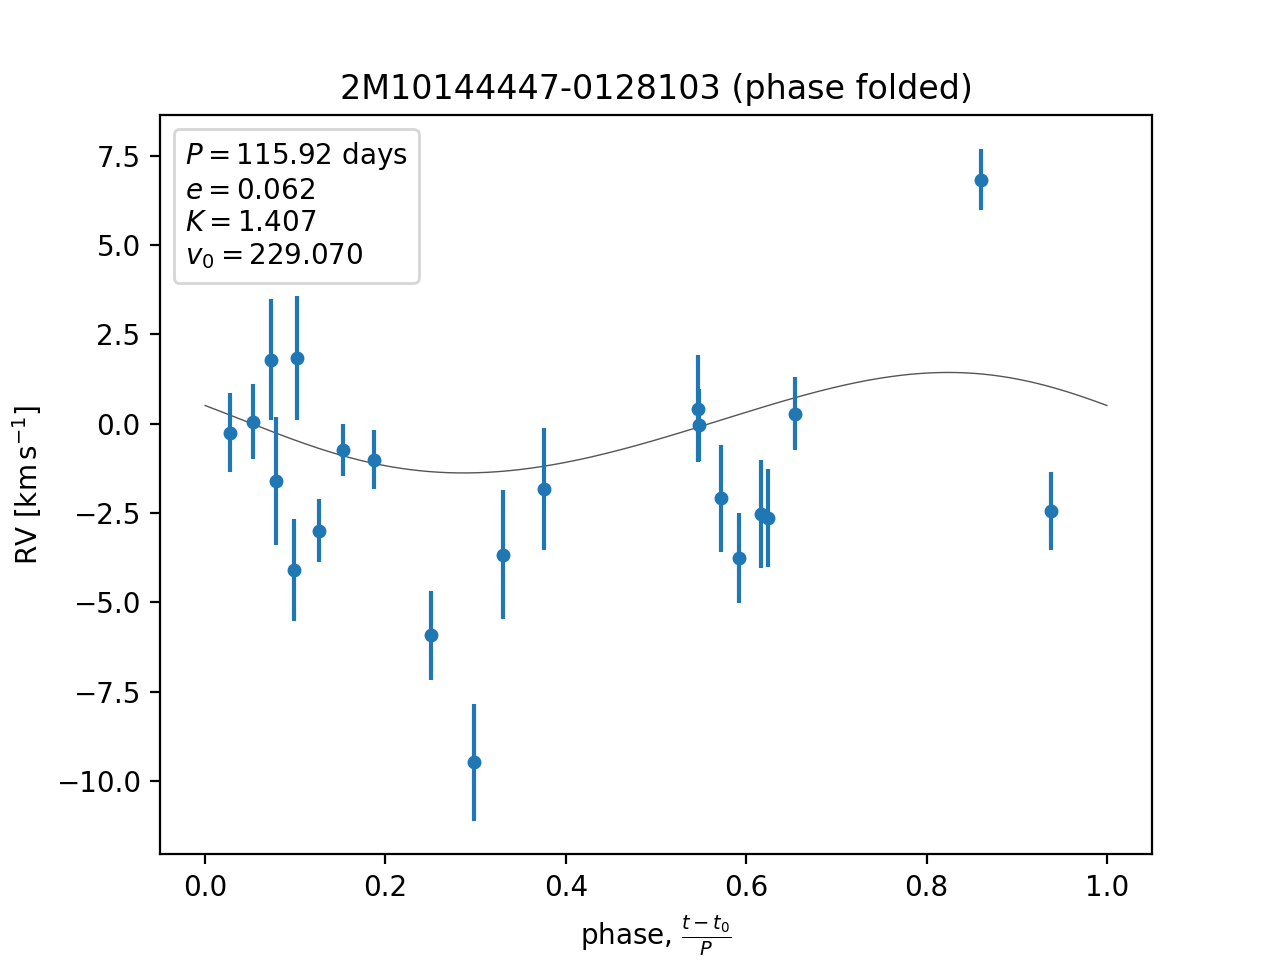 2M10144447-0128103 (phase folded)
P = 115.92 days
e = 0.062
K = 1.407
v₀ = 229.070
RV [km s⁻¹]
7.5
5.0
2.5
0.0
−2.5
−5.0
−7.5
−10.0
0.0 0.2 0.4 0.6 0.8 1.0
phase, (t − t₀)/P